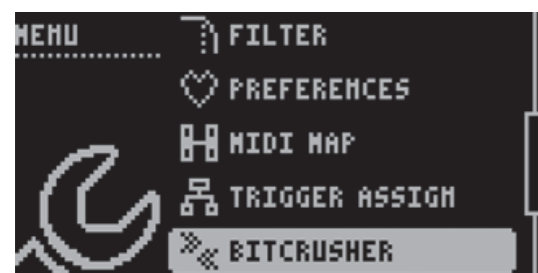 MENU
FILTER
PREFERENCES
MIDI MAP
TRIGGER ASSIGN
BITCRUSHER